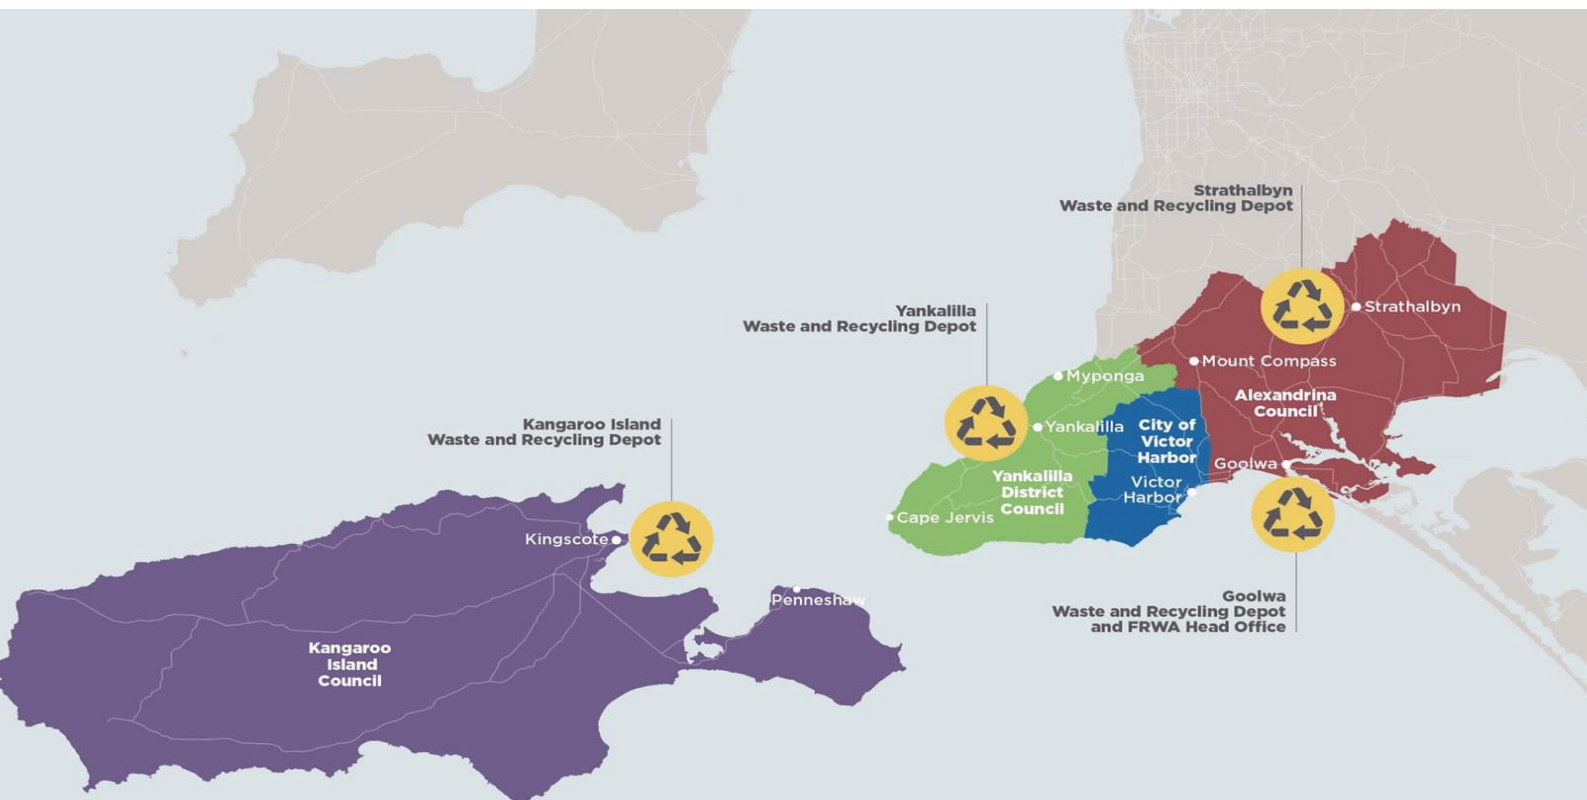 Strathalbyn
Waste and Recycling Depot
Yankalilla
Waste and Recycling Depot
Strathalbyn
Mount Compass
Myponga
Alexandrina
Council
Kangaroo Island
Waste and Recycling Depot
Yankalilla
City of
Victor
Harbor
Goolwa
Yankalilla
District
Council
Victor
Harbor
Cape Jervis
Kingscote
Penneshaw
Goolwa
Waste and Recycling Depot
and FRWA Head Office
Kangaroo
Island
Council